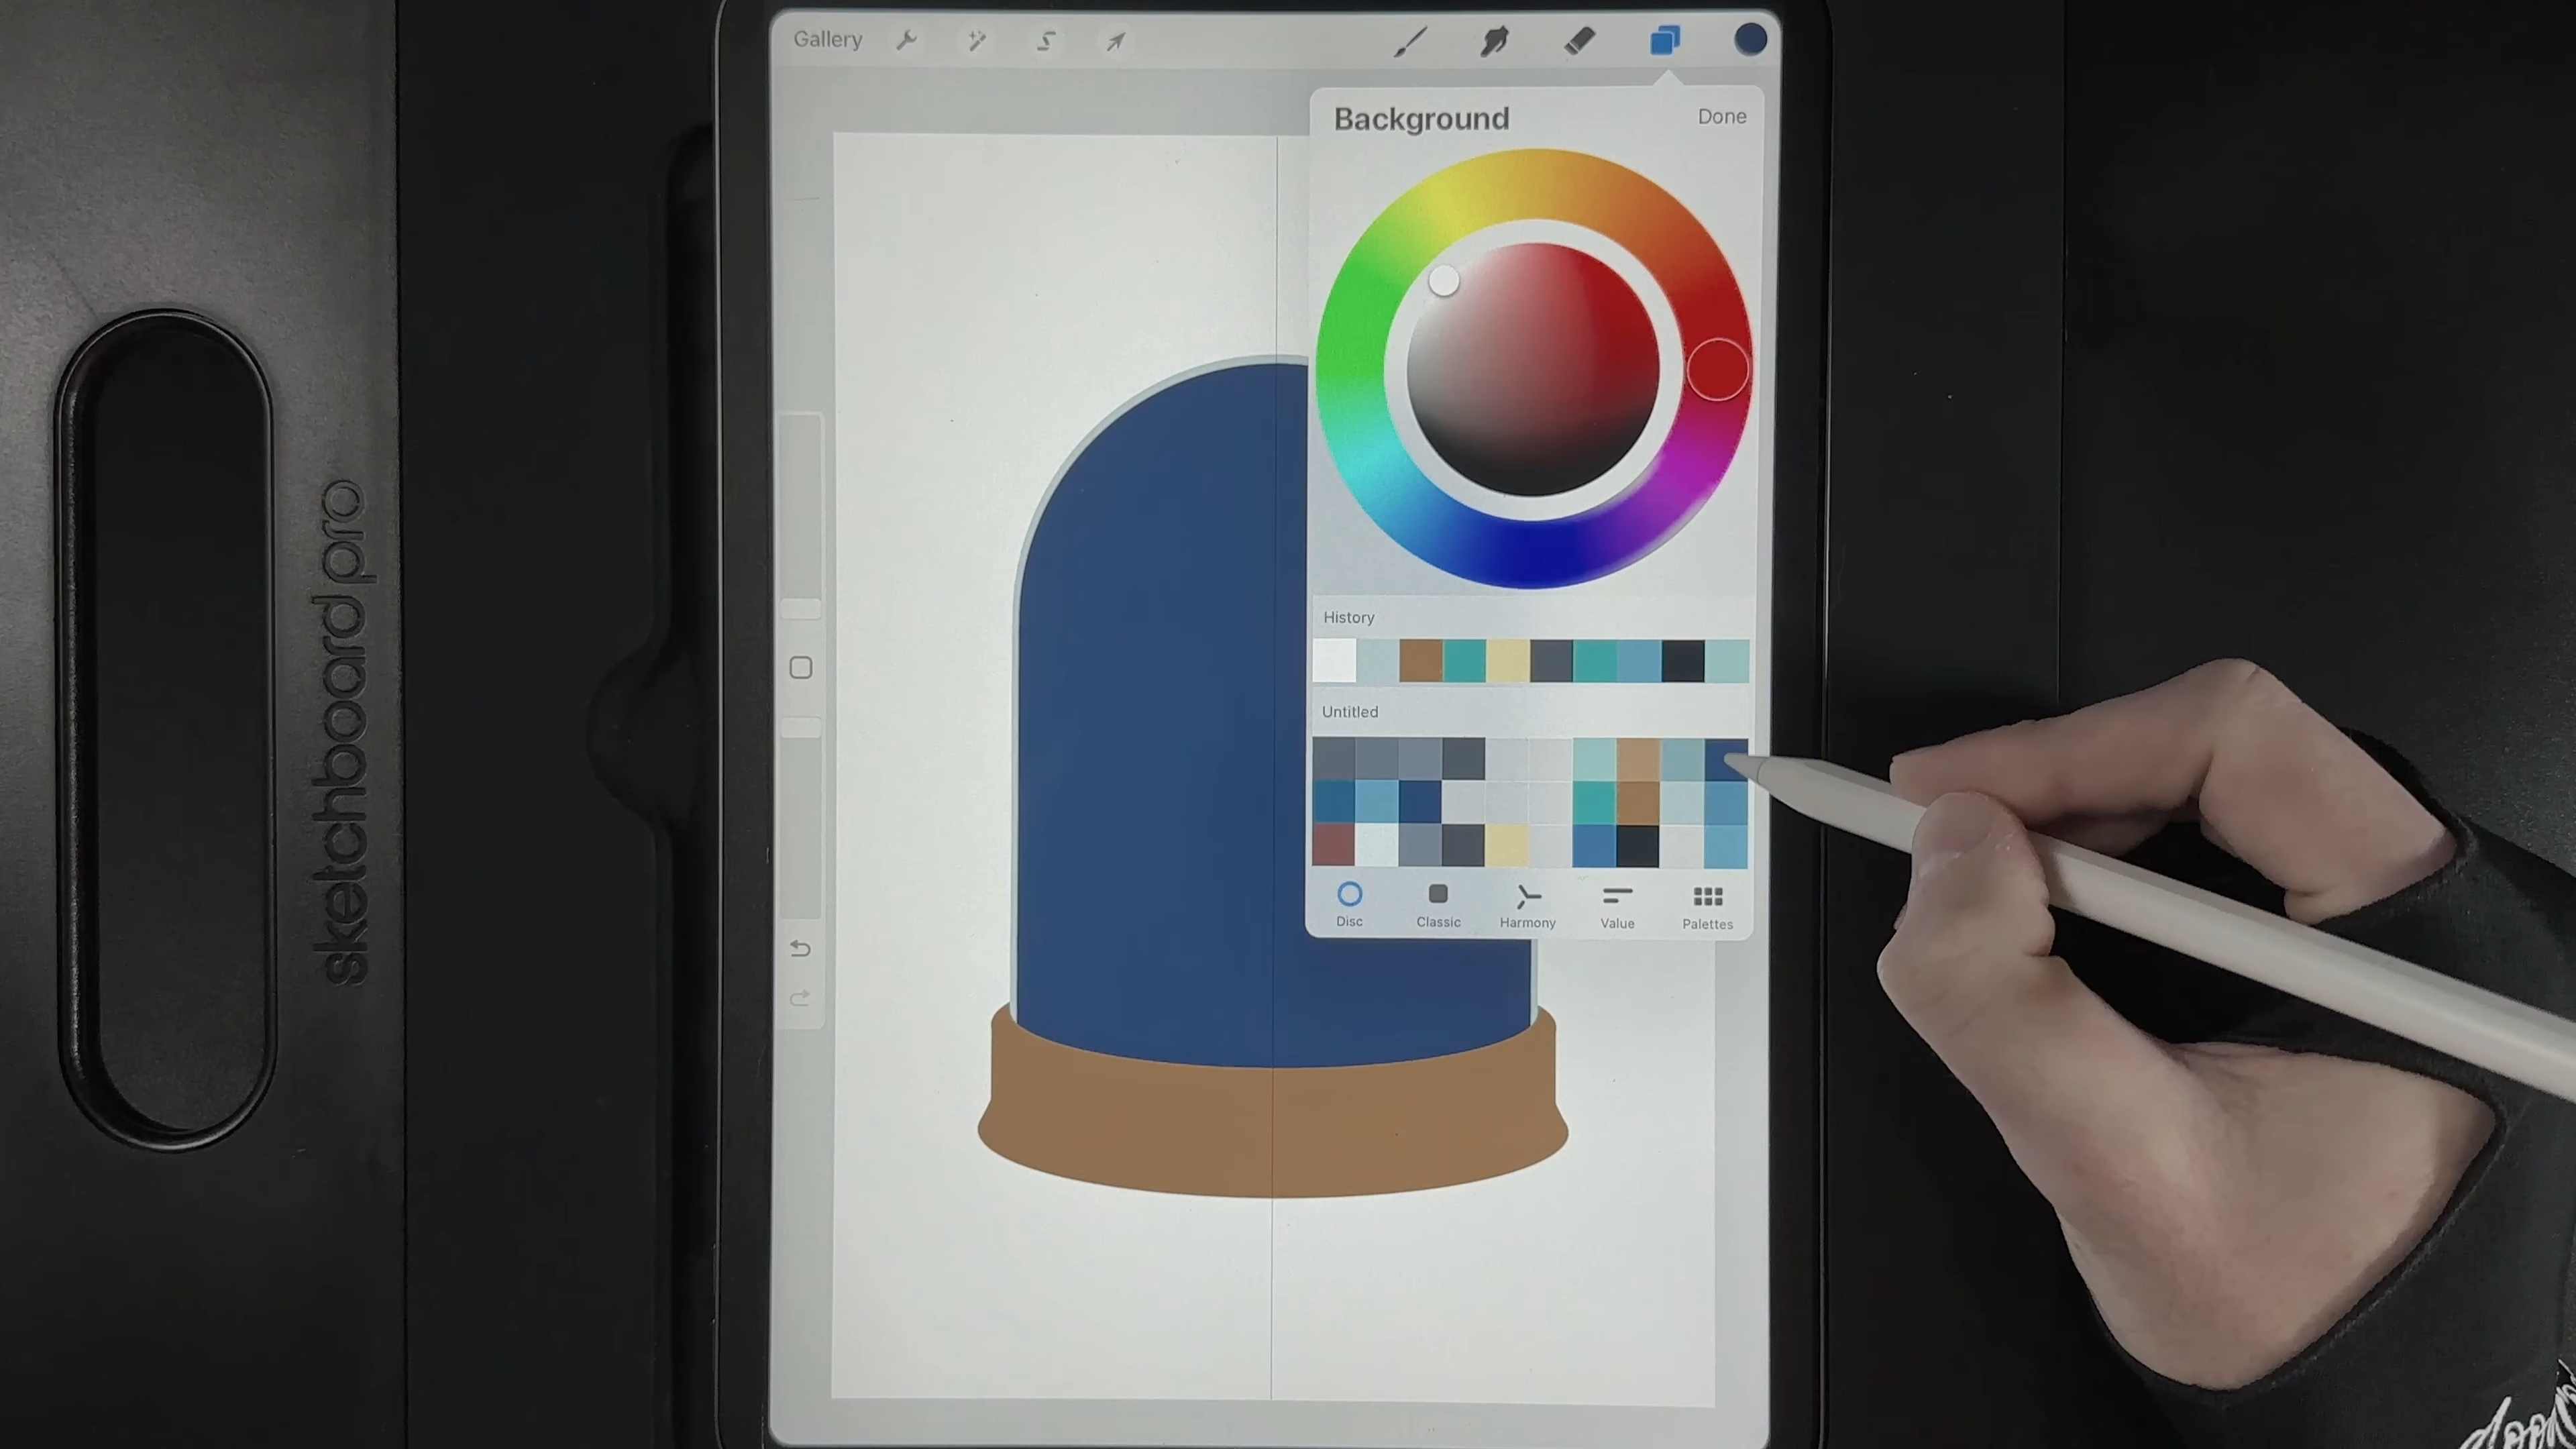 Gallery
Background
Done
History
Untitled
Disc
Classic
Harmony
Value
Palettes
sketchboard pro